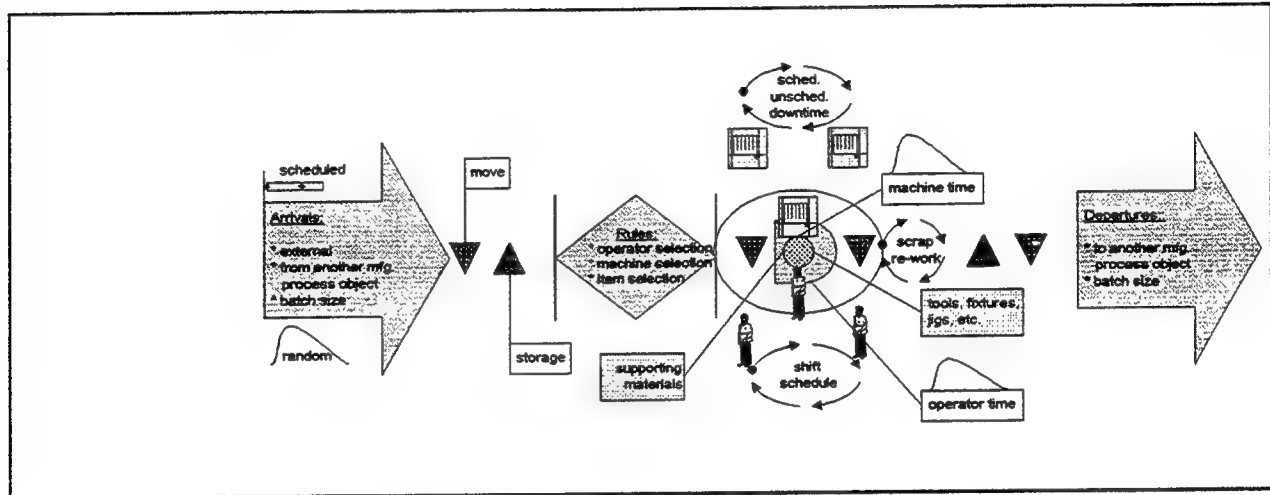 scheduled
Arrivals:
* external
* from another mfg.
process object
* batch size
random
move
storage
Rules:
* operator selection
* machine selection
* item selection
supporting
materials
sched.
unsched.
downtime
machine time
scrap
re-work
tools, fixtures,
jigs, etc.
shift
schedule
operator time
Departures:
* to another mfg.
process object
* batch size